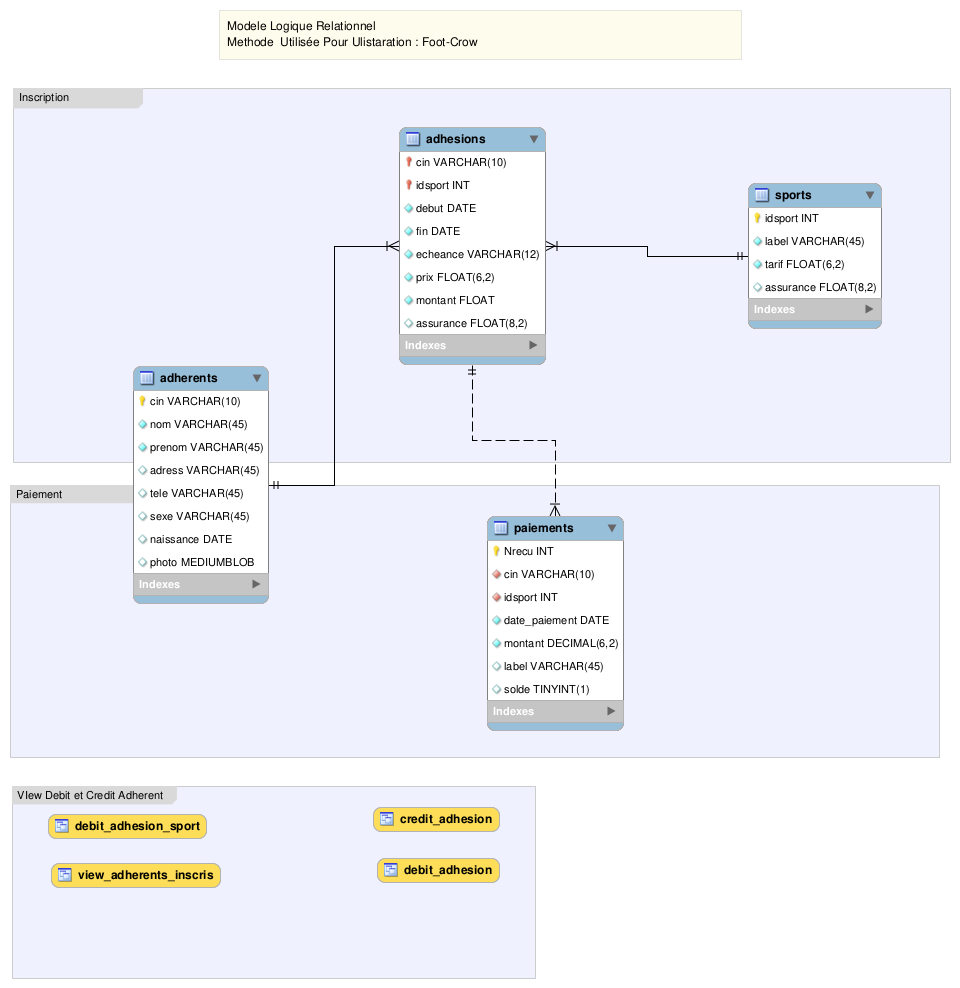 Modele Logique Relationnel
Methode  Utilisée Pour Ulistaration : Foot-Crow
Inscription
adhesions
cin VARCHAR(10)
idsport INT
debut DATE
fin DATE
echeance VARCHAR(12)
prix FLOAT(6,2)
montant FLOAT
assurance FLOAT(8,2)
Indexes
sports
idsport INT
label VARCHAR(45)
tarif FLOAT(6,2)
assurance FLOAT(8,2)
Indexes
adherents
cin VARCHAR(10)
nom VARCHAR(45)
prenom VARCHAR(45)
adress VARCHAR(45)
tele VARCHAR(45)
sexe VARCHAR(45)
naissance DATE
photo MEDIUMBLOB
Indexes
Paiement
paiements
Nrecu INT
cin VARCHAR(10)
idsport INT
date_paiement DATE
montant DECIMAL(6,2)
label VARCHAR(45)
solde TINYINT(1)
Indexes
VIew Debit et Credit Adherent
debit_adhesion_sport
credit_adhesion
view_adherents_inscris
debit_adhesion